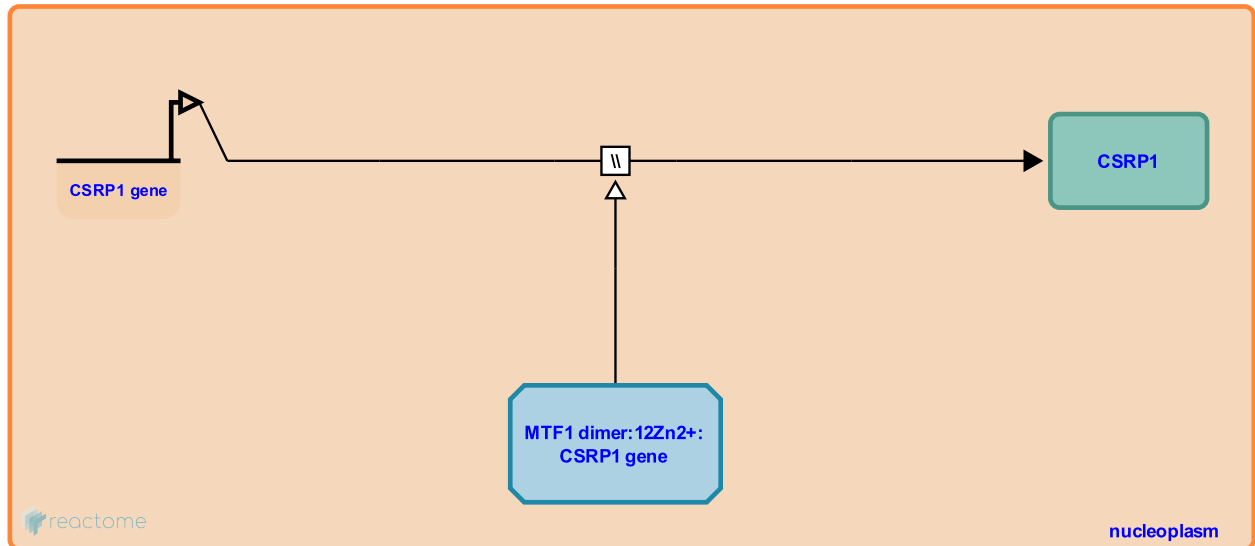 CSRP1 gene
\\
CSRP1
MTF1 dimer:12Zn2+:
CSRP1 gene
reactome
nucleoplasm